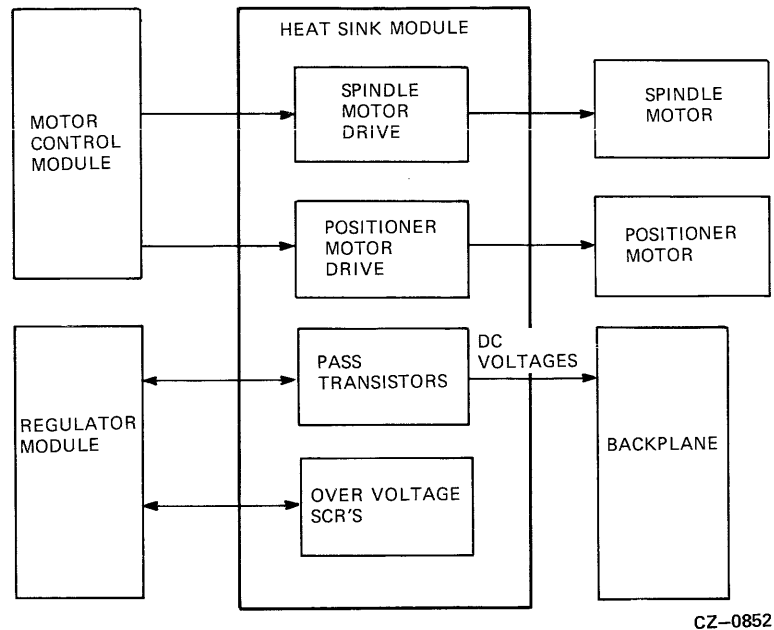 HEAT SINK MODULE
MOTOR
CONTROL
MODULE
SPINDLE
MOTOR
DRIVE
SPINDLE
MOTOR
POSITIONER
MOTOR
DRIVE
POSITIONER
MOTOR
REGULATOR
MODULE
PASS
TRANSISTORS
DC
VOLTAGES
BACKPLANE
OVER VOLTAGE
SCR'S
CZ–0852